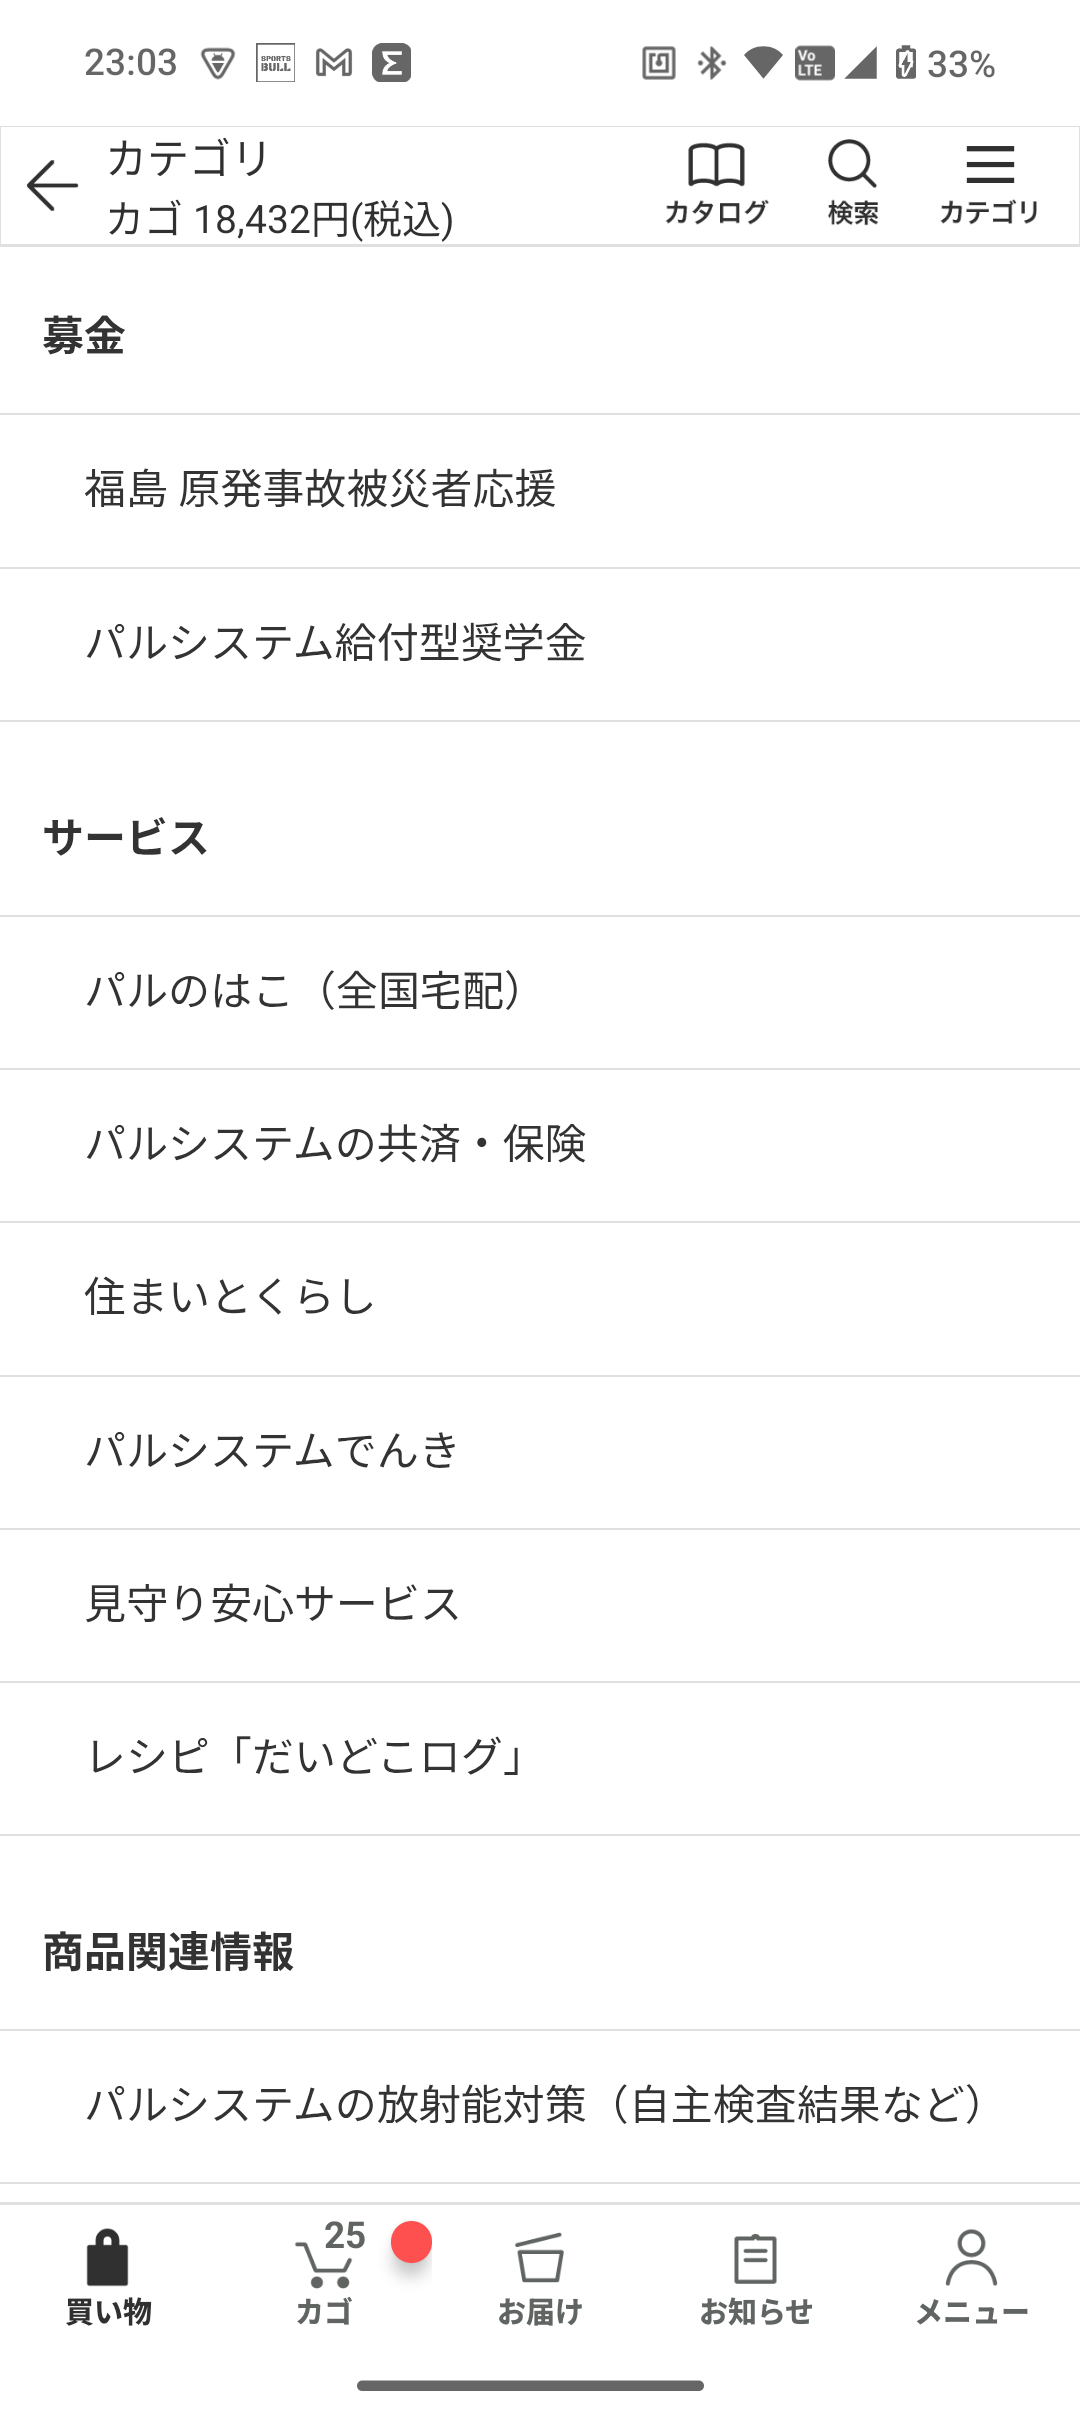 23:03
SPORTS
BULL
Vo
LTE
33%
カテゴリ
カゴ 18,432円(税込)
カタログ
検索
カテゴリ
募金
福島 原発事故被災者応援
パルシステム給付型奨学金
サービス
パルのはこ（全国宅配）
パルシステムの共済・保険
住まいとくらし
パルシステムでんき
見守り安心サービス
レシピ「だいどこログ」
商品関連情報
パルシステムの放射能対策（自主検査結果など）
25
買い物
カゴ
お届け
お知らせ
メニュー